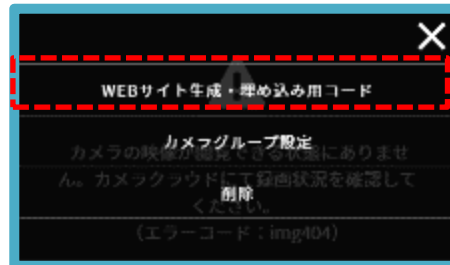 WEBサイト生成・埋め込み用コード
カメラグループ設定
カメラの映像が閲覧できる状態にありませ
ん。カメラクラウドにて録画状況を確認して
削除
ください。
(エラーコード:img404)